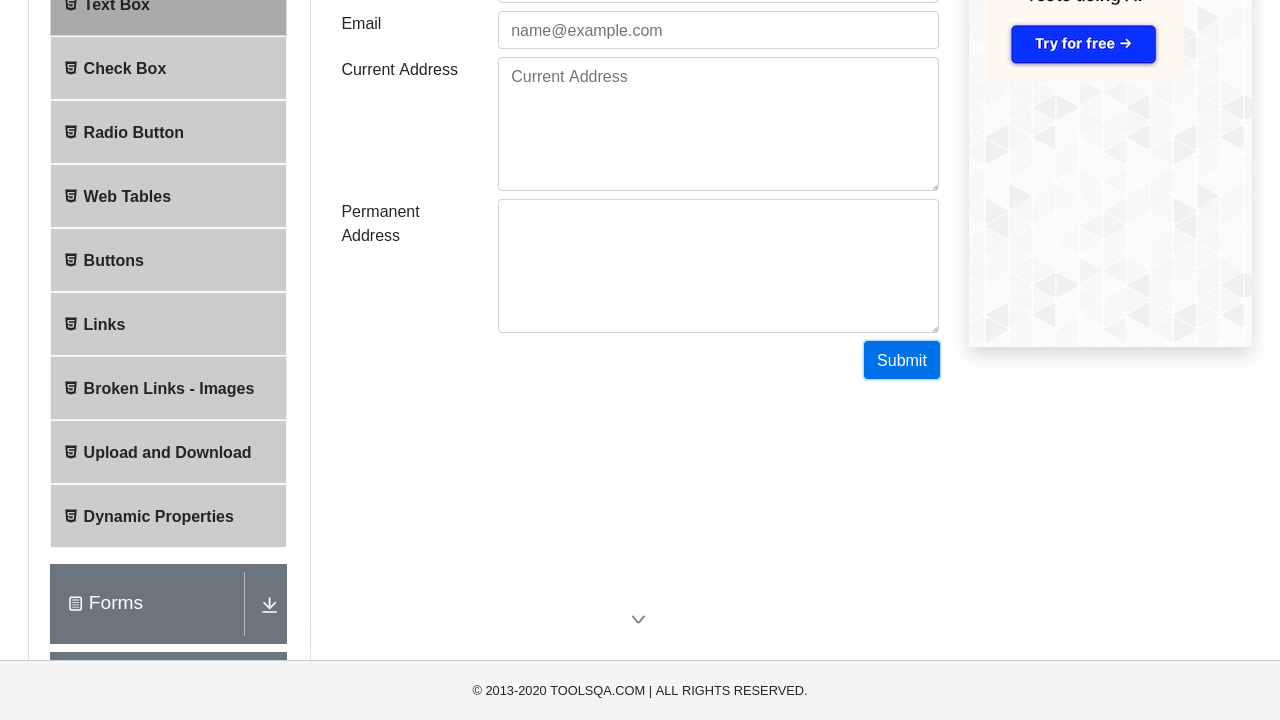 Text Box
Check Box
Radio Button
Web Tables
Buttons
Links
Broken Links - Images
Upload and Download
Dynamic Properties
Forms
Email
name@example.com
Current Address
Current Address
Permanent
Address
Submit
Try for free →
© 2013-2020 TOOLSQA.COM | ALL RIGHTS RESERVED.